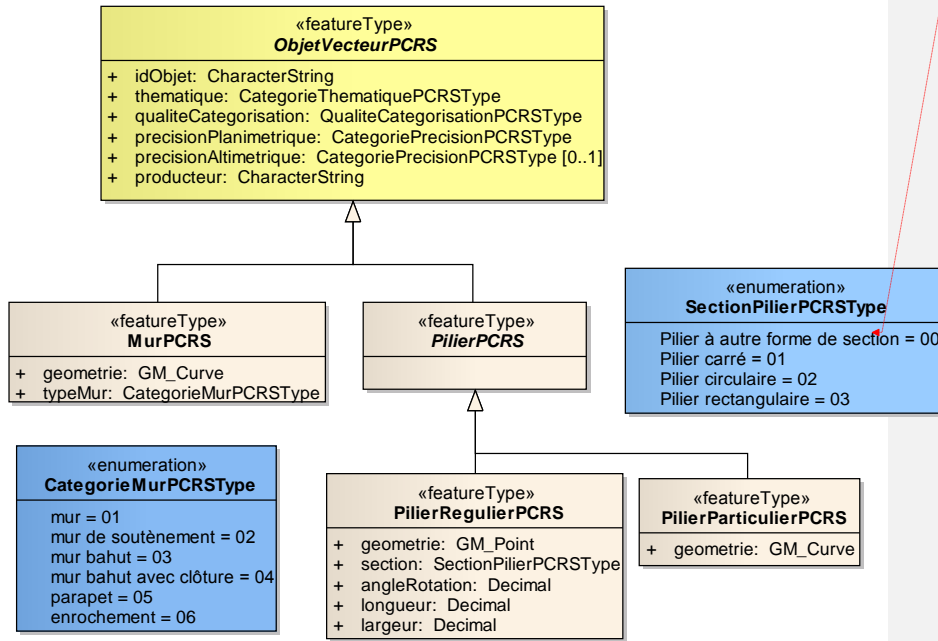 «featureType»
ObjetVecteurPCRS
+ idObjet: CharacterString
+ thematique: CategorieThematiquePCRSType
+ qualiteCategorisation: QualiteCategorisationPCRSType
+ precisionPlanimetrique: CategoriePrecisionPCRSType
+ precisionAltimetrique: CategoriePrecisionPCRSType [0..1]
+ producteur: CharacterString
«featureType»
MurPCRS
+ geometrie: GM_Curve
+ typeMur: CategorieMurPCRSType
«featureType»
PilierPCRS
«enumeration»
SectionPilierPCRSType
Pilier à autre forme de section = 00
Pilier carré = 01
Pilier circulaire = 02
Pilier rectangulaire = 03
«enumeration»
CategorieMurPCRSType
mur = 01
mur de soutènement = 02
mur bahut = 03
mur bahut avec clôture = 04
parapet = 05
enrochement = 06
«featureType»
PilierRegulierPCRS
+ geometrie: GM_Point
+ section: SectionPilierPCRSType
+ angleRotation: Decimal
+ longueur: Decimal
+ largeur: Decimal
«featureType»
PilierParticulierPCRS
+ geometrie: GM_Curve